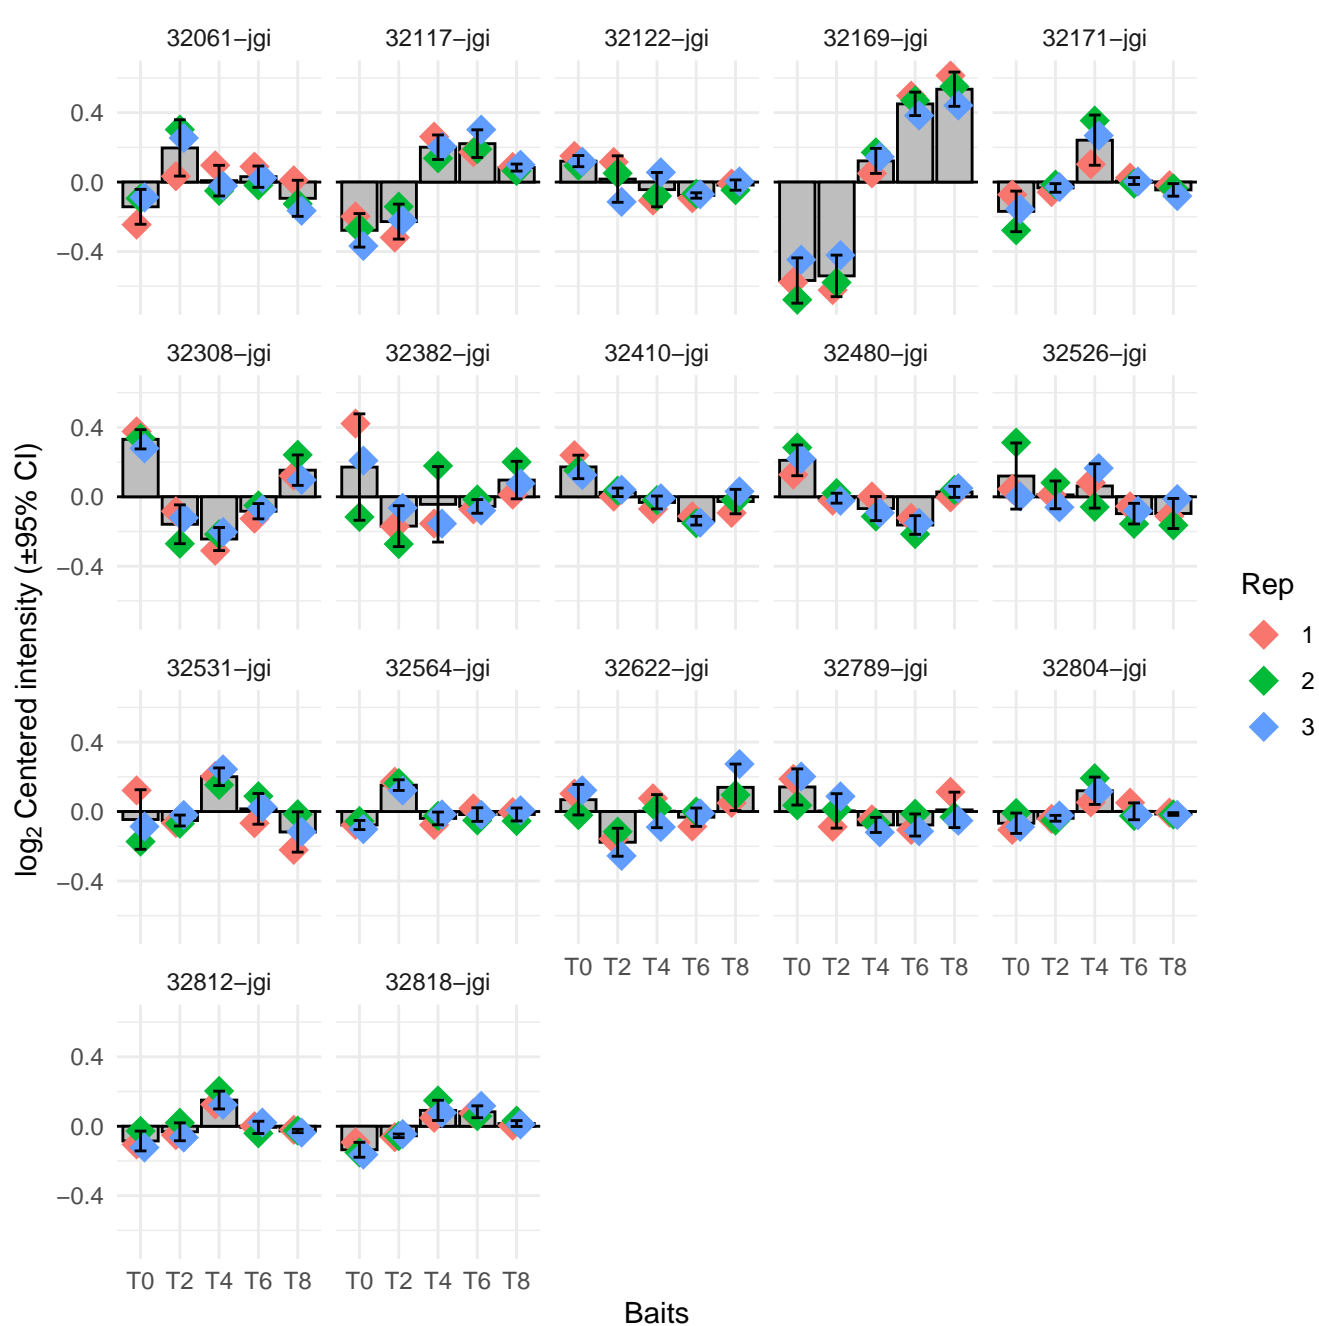 32061−jgi 32117−jgi 32122−jgi 32169−jgi 32171−jgi
0.4
0.0
−0.4
32308−jgi 32382−jgi 32410−jgi 32480−jgi 32526−jgi
0.4
0.0
−0.4
32531−jgi 32564−jgi 32622−jgi 32789−jgi 32804−jgi
0.4
0.0
−0.4
T0 T2 T4 T6 T8 T0 T2 T4 T6 T8 T0 T2 T4 T6 T8
32812−jgi 32818−jgi
0.4
0.0
−0.4
T0 T2 T4 T6 T8 T0 T2 T4 T6 T8
Baits
log₂ Centered intensity (±95% CI)
Rep
1
2
3